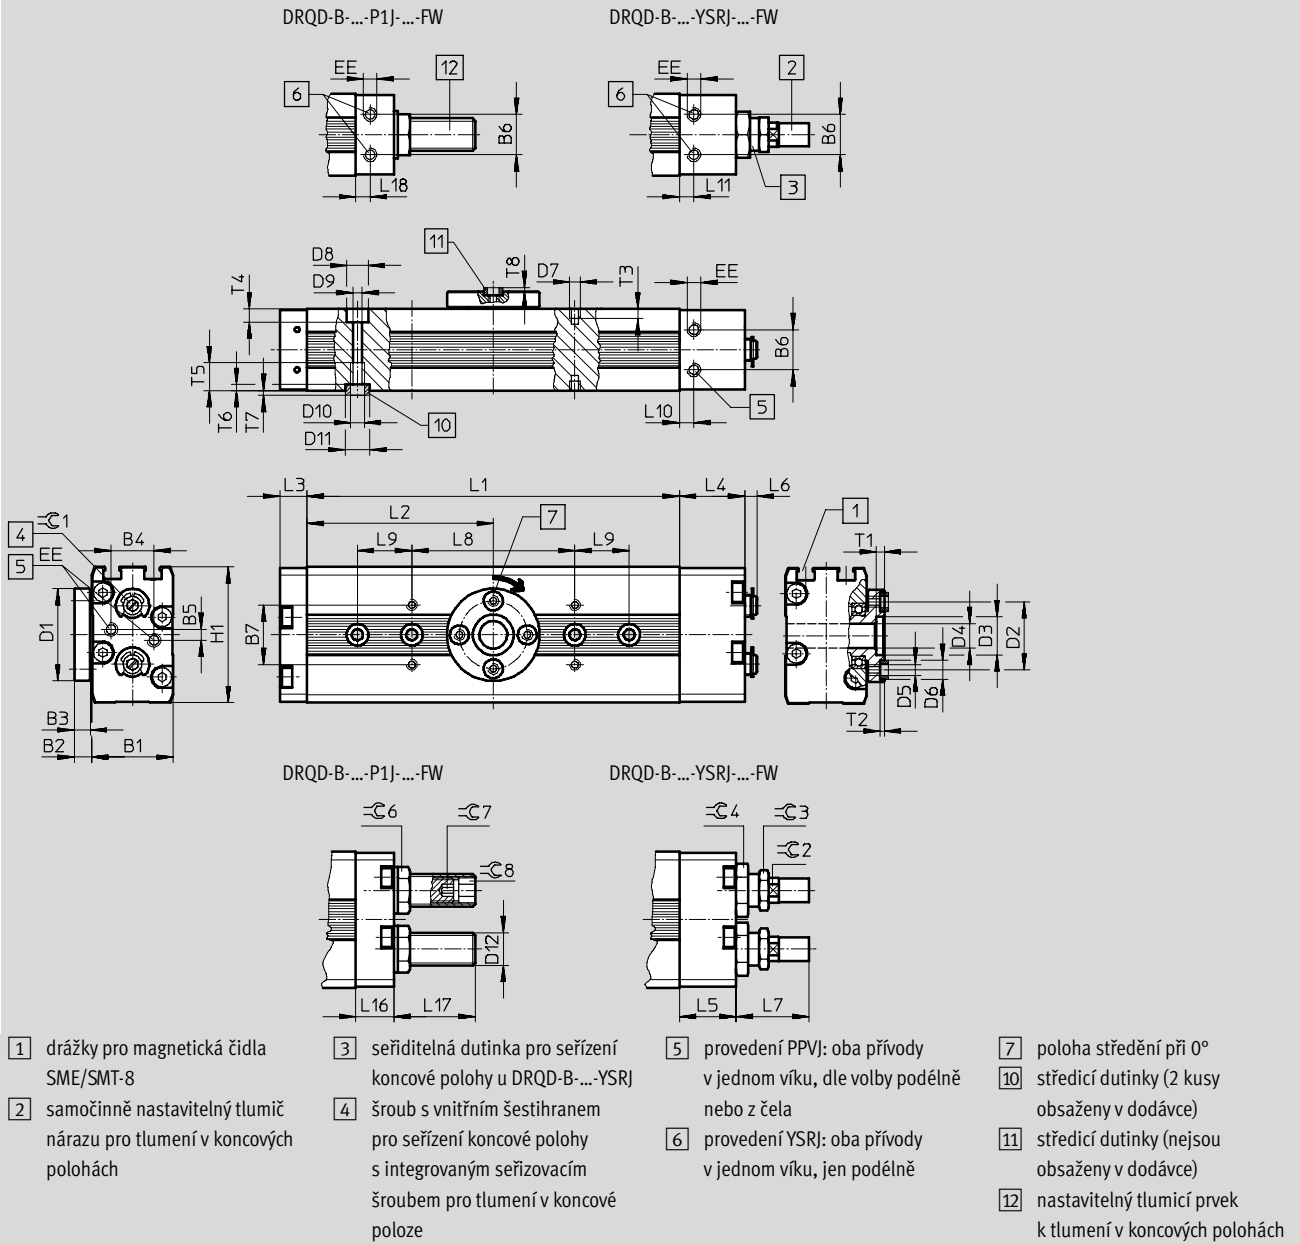 DRQD-B-...-P1J-...-FW
DRQD-B-...-YSRJ-...-FW
EE
12
6
B6
L18
EE
2
6
B6
L11
3
11
D8
D9
T4
T8
D7
T3
EE
B6
T5
T6
T7
D10
D11
10
L10
5
L3
L1
L4
L6
L2
7
L9
L8
L9
B7
4
1
B4
5
EE
B5
H1
D1
B3
B2
B1
1
T1
D4
D3
D2
D5
D6
T2
DRQD-B-...-P1J-...-FW
DRQD-B-...-YSRJ-...-FW
6
7
8
D12
L16
L17
4
3
2
L5
L7
1 drážky pro magnetická čidla
SME/SMT-8
2 samočinně nastavitelný tlumič
nárazu pro tlumení v koncových
polohách
3 seřiditelná dutinka pro seřízení
koncové polohy u DRQD-B-...-YSRJ
4 šroub s vnitřním šestihranem
pro seřízení koncové polohy
s integrovaným seřizovacím
šroubem pro tlumení v koncové
poloze
5 provedení PPVJ: oba přívody
v jednom víku, dle volby podélně
nebo z čela
6 provedení YSRJ: oba přívody
v jednom víku, jen podélně
7 poloha středění při 0°
10 středicí dutinky (2 kusy
obsaženy v dodávce)
11 středicí dutinky (nejsou
obsaženy v dodávce)
12 nastavitelný tlumicí prvek
k tlumení v koncových polohách